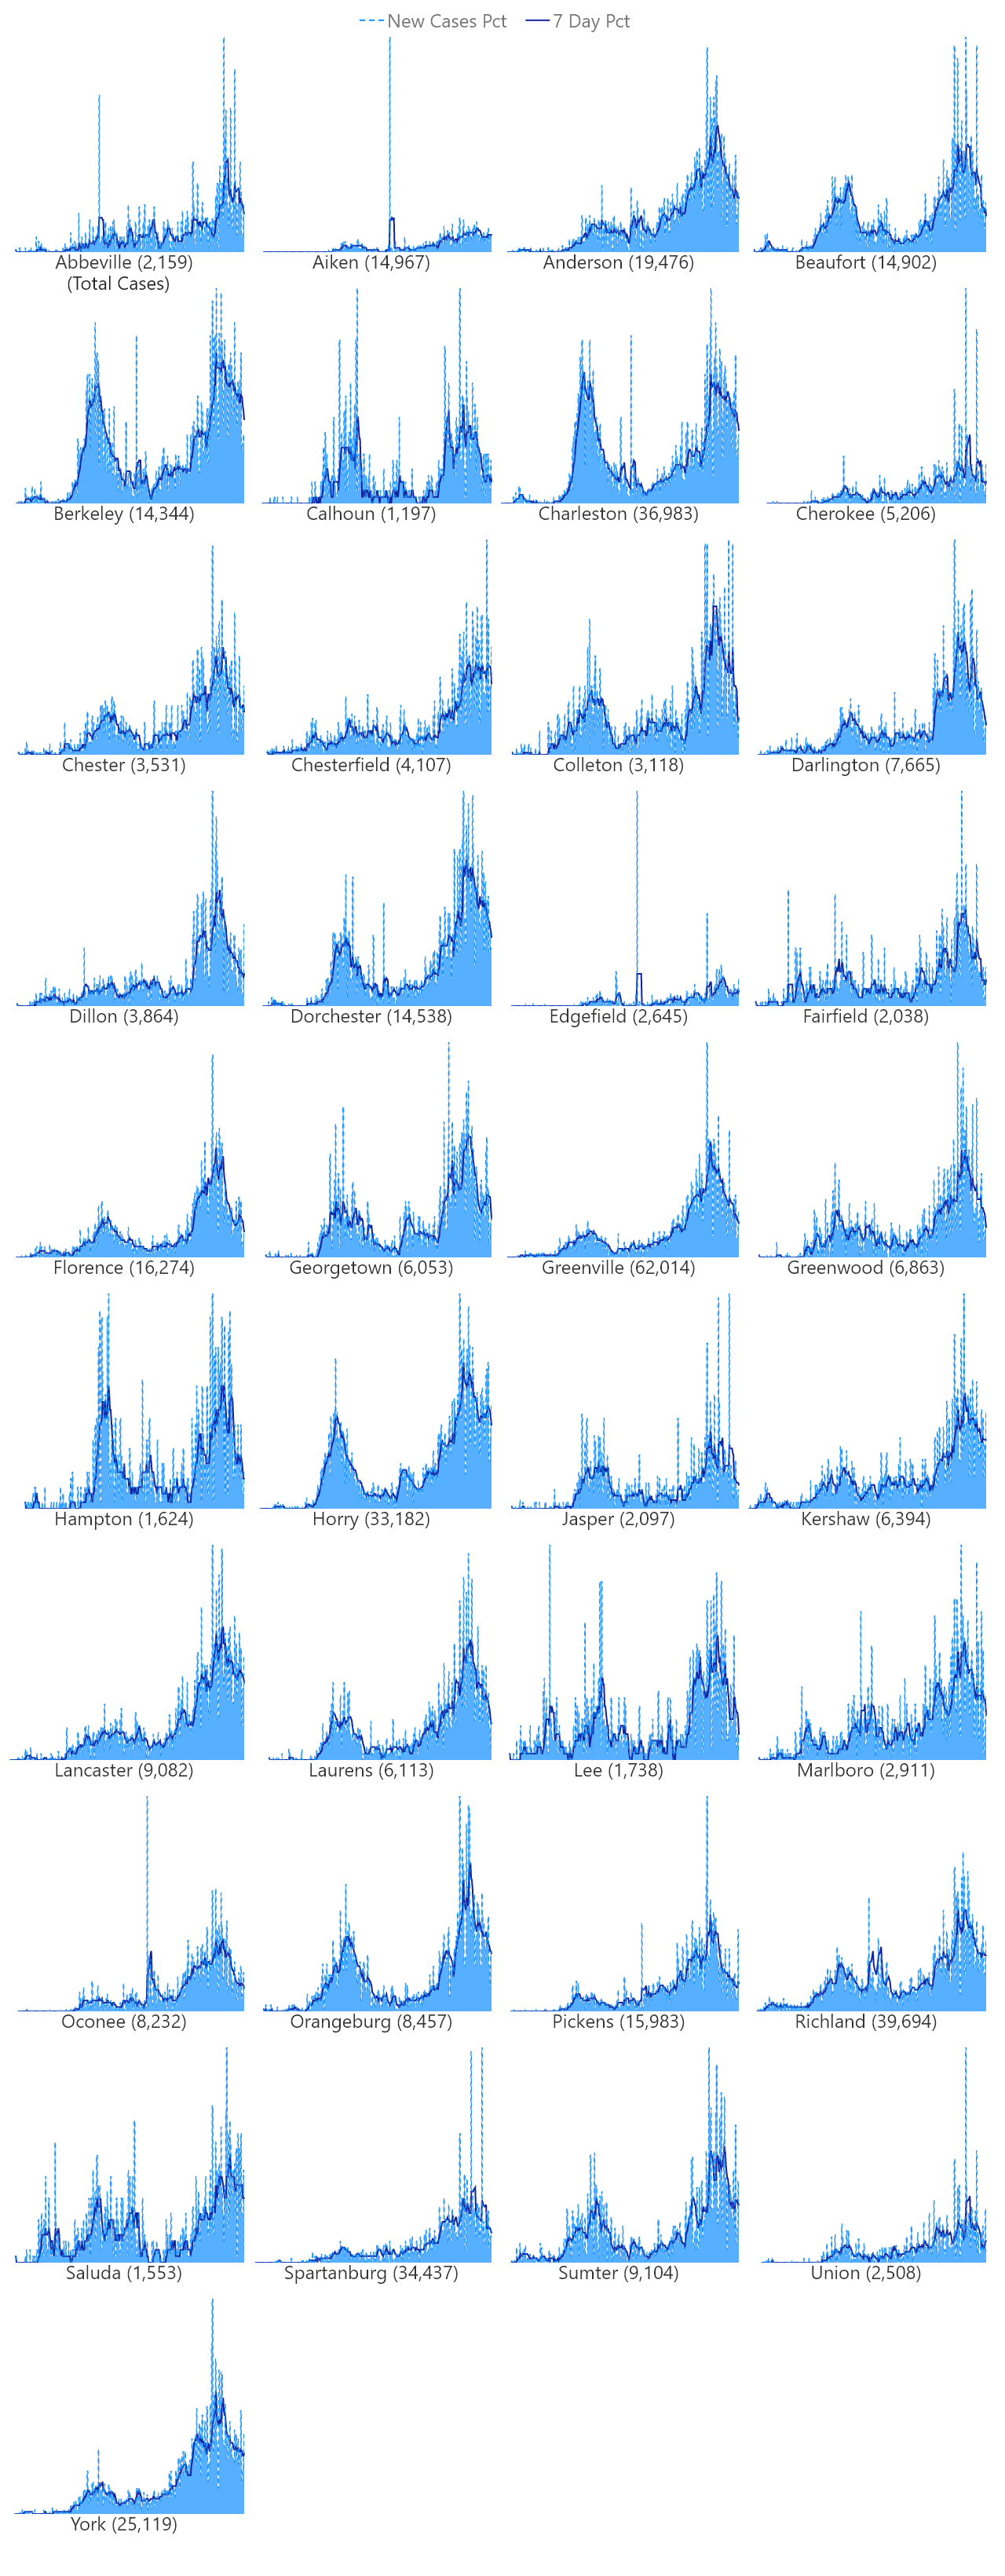 New Cases Pct 7 Day Pct
Abbeville (2,159) Aiken (14,967) Anderson (19,476) Beaufort (14,902)
(Total Cases)
Berkeley (14,344) Calhoun (1,197) Charleston (36,983) Cherokee (5,206)
Chester (3,531) Chesterfield (4,107) Colleton (3,118) Darlington (7,665)
Dillon (3,864) Dorchester (14,538) Edgefield (2,645) Fairfield (2,038)
Florence (16,274) Georgetown (6,053) Greenville (62,014) Greenwood (6,863)
Hampton (1,624) Horry (33,182) Jasper (2,097) Kershaw (6,394)
Lancaster (9,082) Laurens (6,113) Lee (1,738) Marlboro (2,911)
Oconee (8,232) Orangeburg (8,457) Pickens (15,983) Richland (39,694)
Saluda (1,553) Spartanburg (34,437) Sumter (9,104) Union (2,508)
York (25,119)